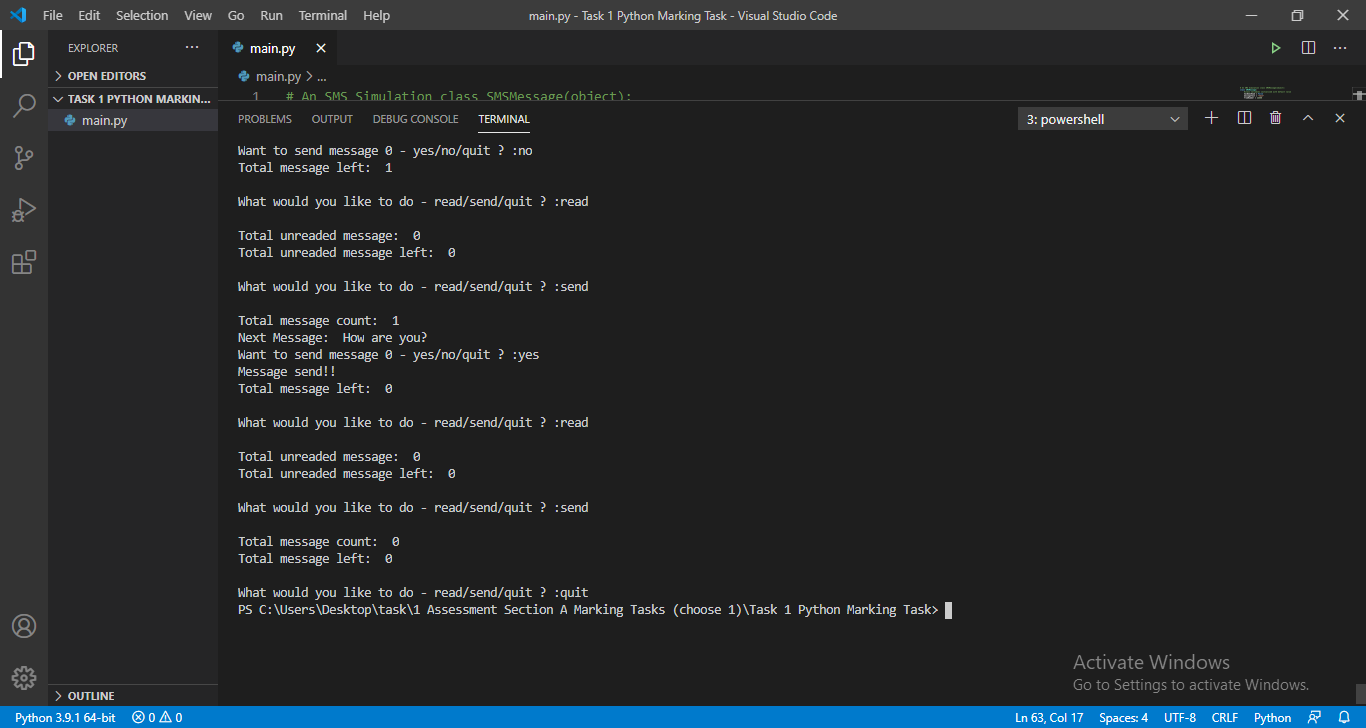 File Edit Selection View Go Run Terminal Help
main.py - Task 1 Python Marking Task - Visual Studio Code
EXPLORER
OPEN EDITORS
TASK 1 PYTHON MARKIN...
main.py
main.py
main.py > ...
1 # An SMS Simulation class SMSMessage(object):
PROBLEMS OUTPUT DEBUG CONSOLE TERMINAL
3: powershell
Want to send message 0 - yes/no/quit ? :no
Total message left:  1
What would you like to do - read/send/quit ? :read
Total unreaded message:  0
Total unreaded message left:  0
What would you like to do - read/send/quit ? :send
Total message count:  1
Next Message:  How are you?
Want to send message 0 - yes/no/quit ? :yes
Message send!!
Total message left:  0
What would you like to do - read/send/quit ? :read
Total unreaded message:  0
Total unreaded message left:  0
What would you like to do - read/send/quit ? :send
Total message count:  0
Total message left:  0
What would you like to do - read/send/quit ? :quit
PS C:\Users\Desktop\task\1 Assessment Section A Marking Tasks (choose 1)\Task 1 Python Marking Task>
Activate Windows
Go to Settings to activate Windows.
OUTLINE
Python 3.9.1 64-bit 0 0 Ln 63, Col 17 Spaces: 4 UTF-8 CRLF Python